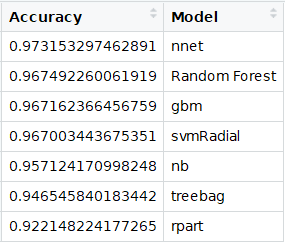 Accuracy Model
0.973153297462891 nnet
0.967492260061919 Random Forest
0.967162366456759 gbm
0.967003443675351 svmRadial
0.957124170998248 nb
0.946545840183442 treebag
0.922148224177265 rpart